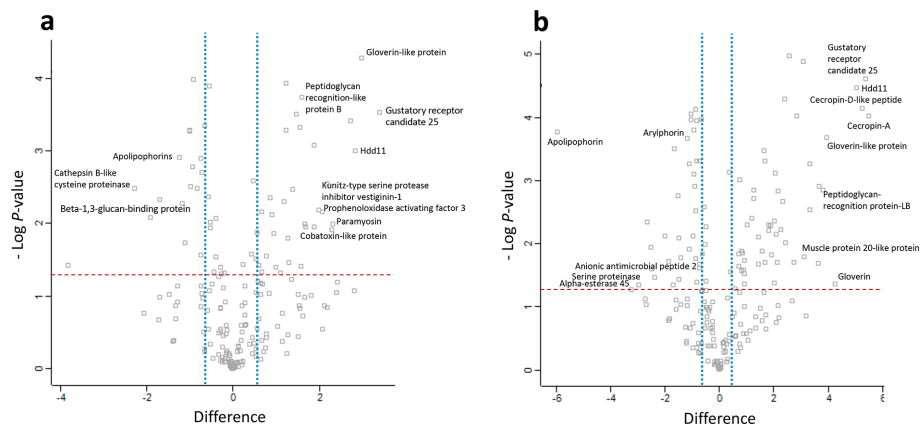 a
Gloverin-like protein
Peptidoglycan
recognition-like
protein B
Gustatory receptor
candidate 25
Hdd11
Apolipophorins
Cathepsin B-like
cysteine proteinase
Beta-1,3-glucan-binding protein
Kunitz-type serine protease
inhibitor vestiginin-1
Prophenoloxidase activating factor 3
Paramyosin
Cobatoxin-like protein
- Log P-value
4
3
2
1
0
-4
-2
0
2
Difference
b
Gustatory
receptor
candidate 25
Hdd11
Cecropin-D-like peptide
Cecropin-A
Gloverin-like protein
Apolipophorin
Arylphorin
Peptidoglycan-
recognition protein-LB
Muscle protein 20-like protein
Anionic antimicrobial peptide 2
Serine proteinase
Alpha-esterase 45
Gloverin
- Log P-value
5
4
3
2
1
0
-6
-4
-2
0
2
4
6
Difference